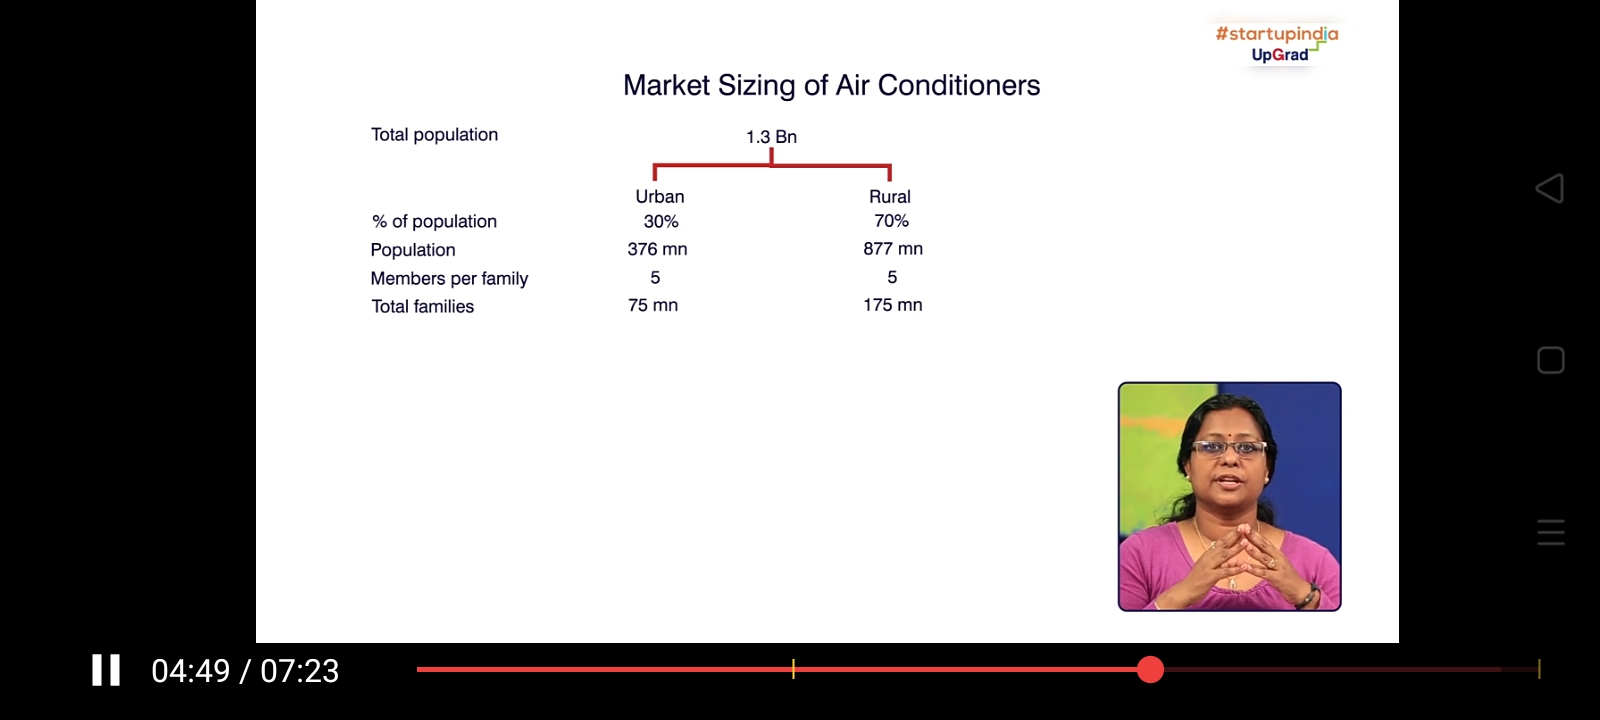 #startupindia
UpGrad
Market Sizing of Air Conditioners
Total population 1.3 Bn
Urban Rural
% of population 30% 70%
Population 376 mn 877 mn
Members per family 5 5
Total families 75 mn 175 mn
04:49 / 07:23